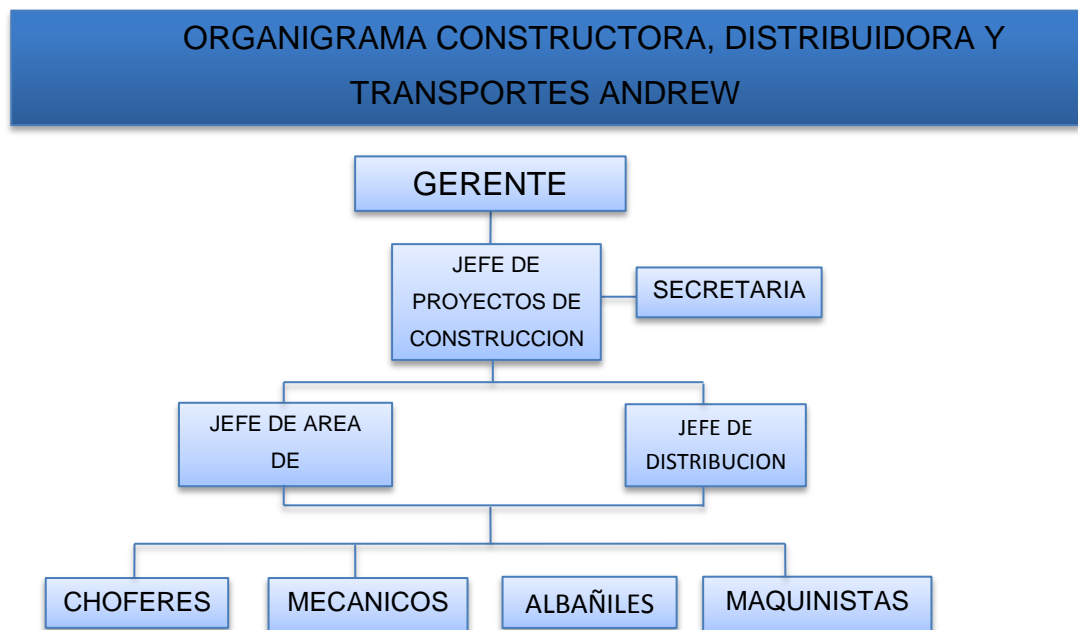 ORGANIGRAMA CONSTRUCTORA, DISTRIBUIDORA Y
TRANSPORTES ANDREW
GERENTE
JEFE DE
PROYECTOS DE
CONSTRUCCION
SECRETARIA
JEFE DE AREA
DE
JEFE DE
DISTRIBUCION
CHOFERES
MECANICOS
ALBAÑILES
MAQUINISTAS